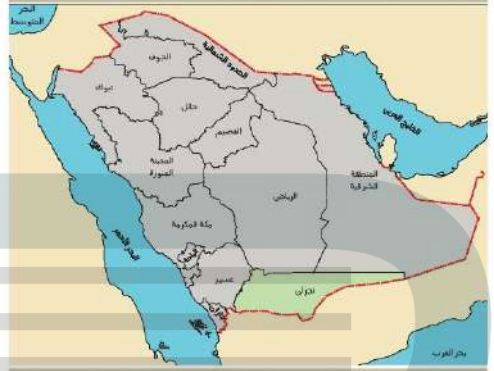 البحر
المتوسط
الجوف
الحدود الشمالية
تبوك
حائل
القصيم
الخليج العربي
المدينة
المنورة
المنطقة
الشرقية
الرياض
مكة المكرمة
البحر الأحمر
عسير
نجران
بحر العرب